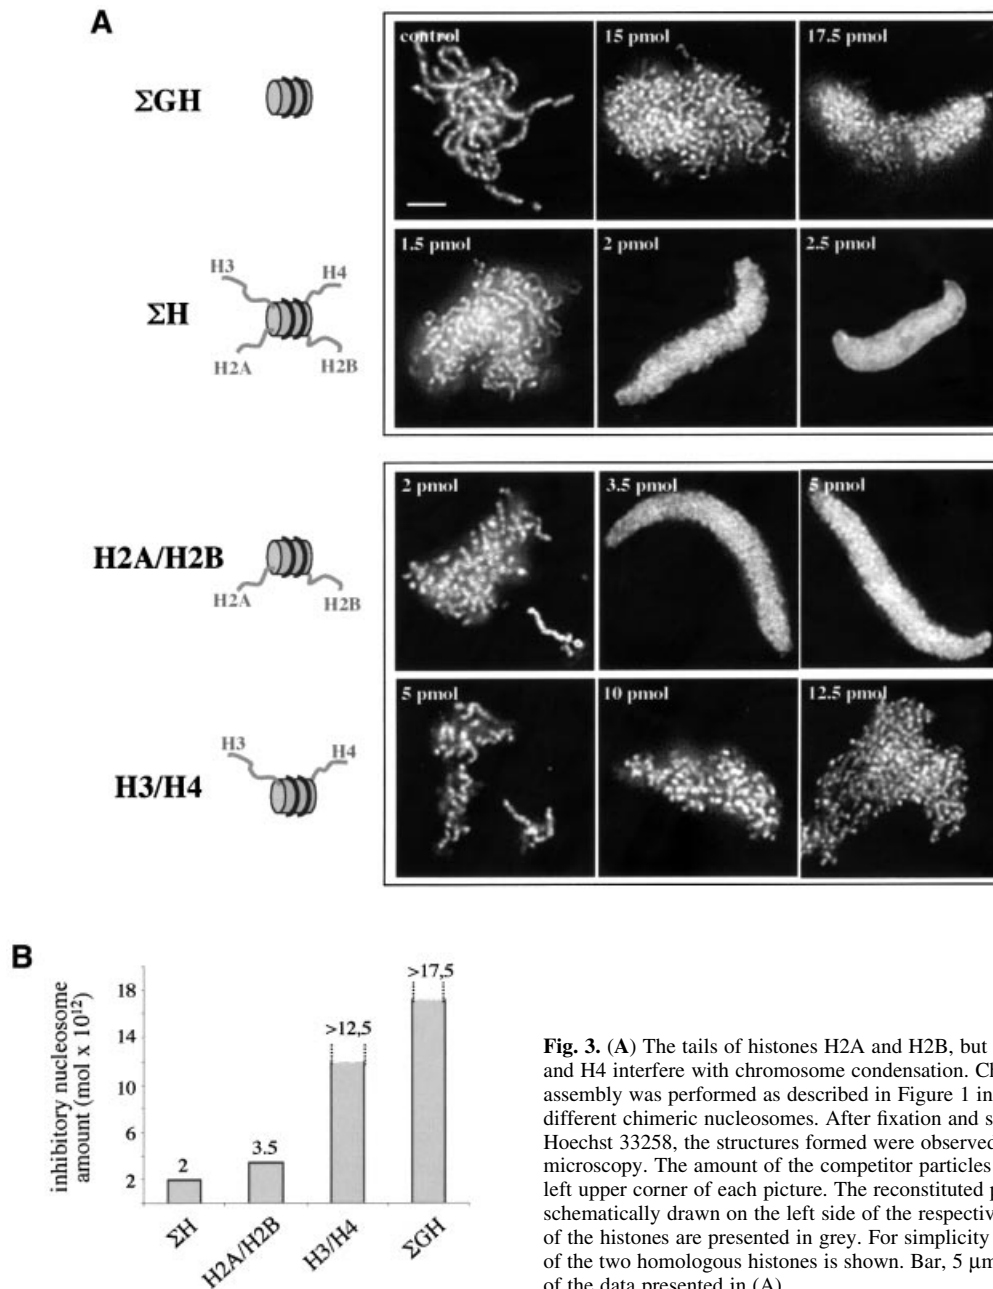 A
ΣGH
control
15 pmol
17.5 pmol
ΣH
H3
H4
H2A
H2B
1.5 pmol
2 pmol
2.5 pmol
H2A/H2B
H2A
H2B
2 pmol
3.5 pmol
5 pmol
H3/H4
H3
H4
5 pmol
10 pmol
12.5 pmol
B
inhibitory nucleosome
amount (mol x 10¹²)
18
14
10
6
2
2
3.5
>12,5
>17,5
ΣH
H2A/H2B
H3/H4
ΣGH
Fig. 3. (A) The tails of histones H2A and H2B, but
and H4 interfere with chromosome condensation. C
assembly was performed as described in Figure 1 in
different chimeric nucleosomes. After fixation and s
Hoechst 33258, the structures formed were observed
microscopy. The amount of the competitor particles
left upper corner of each picture. The reconstituted p
schematically drawn on the left side of the respectiv
of the histones are presented in grey. For simplicity
of the two homologous histones is shown. Bar, 5 μm
of the data presented in (A)